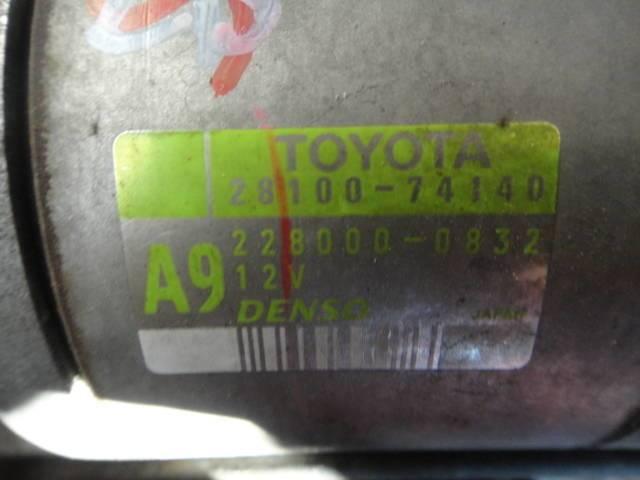 TOYOTA
28100-74140
228000-0832
A9 12V
DENSO JAPAN